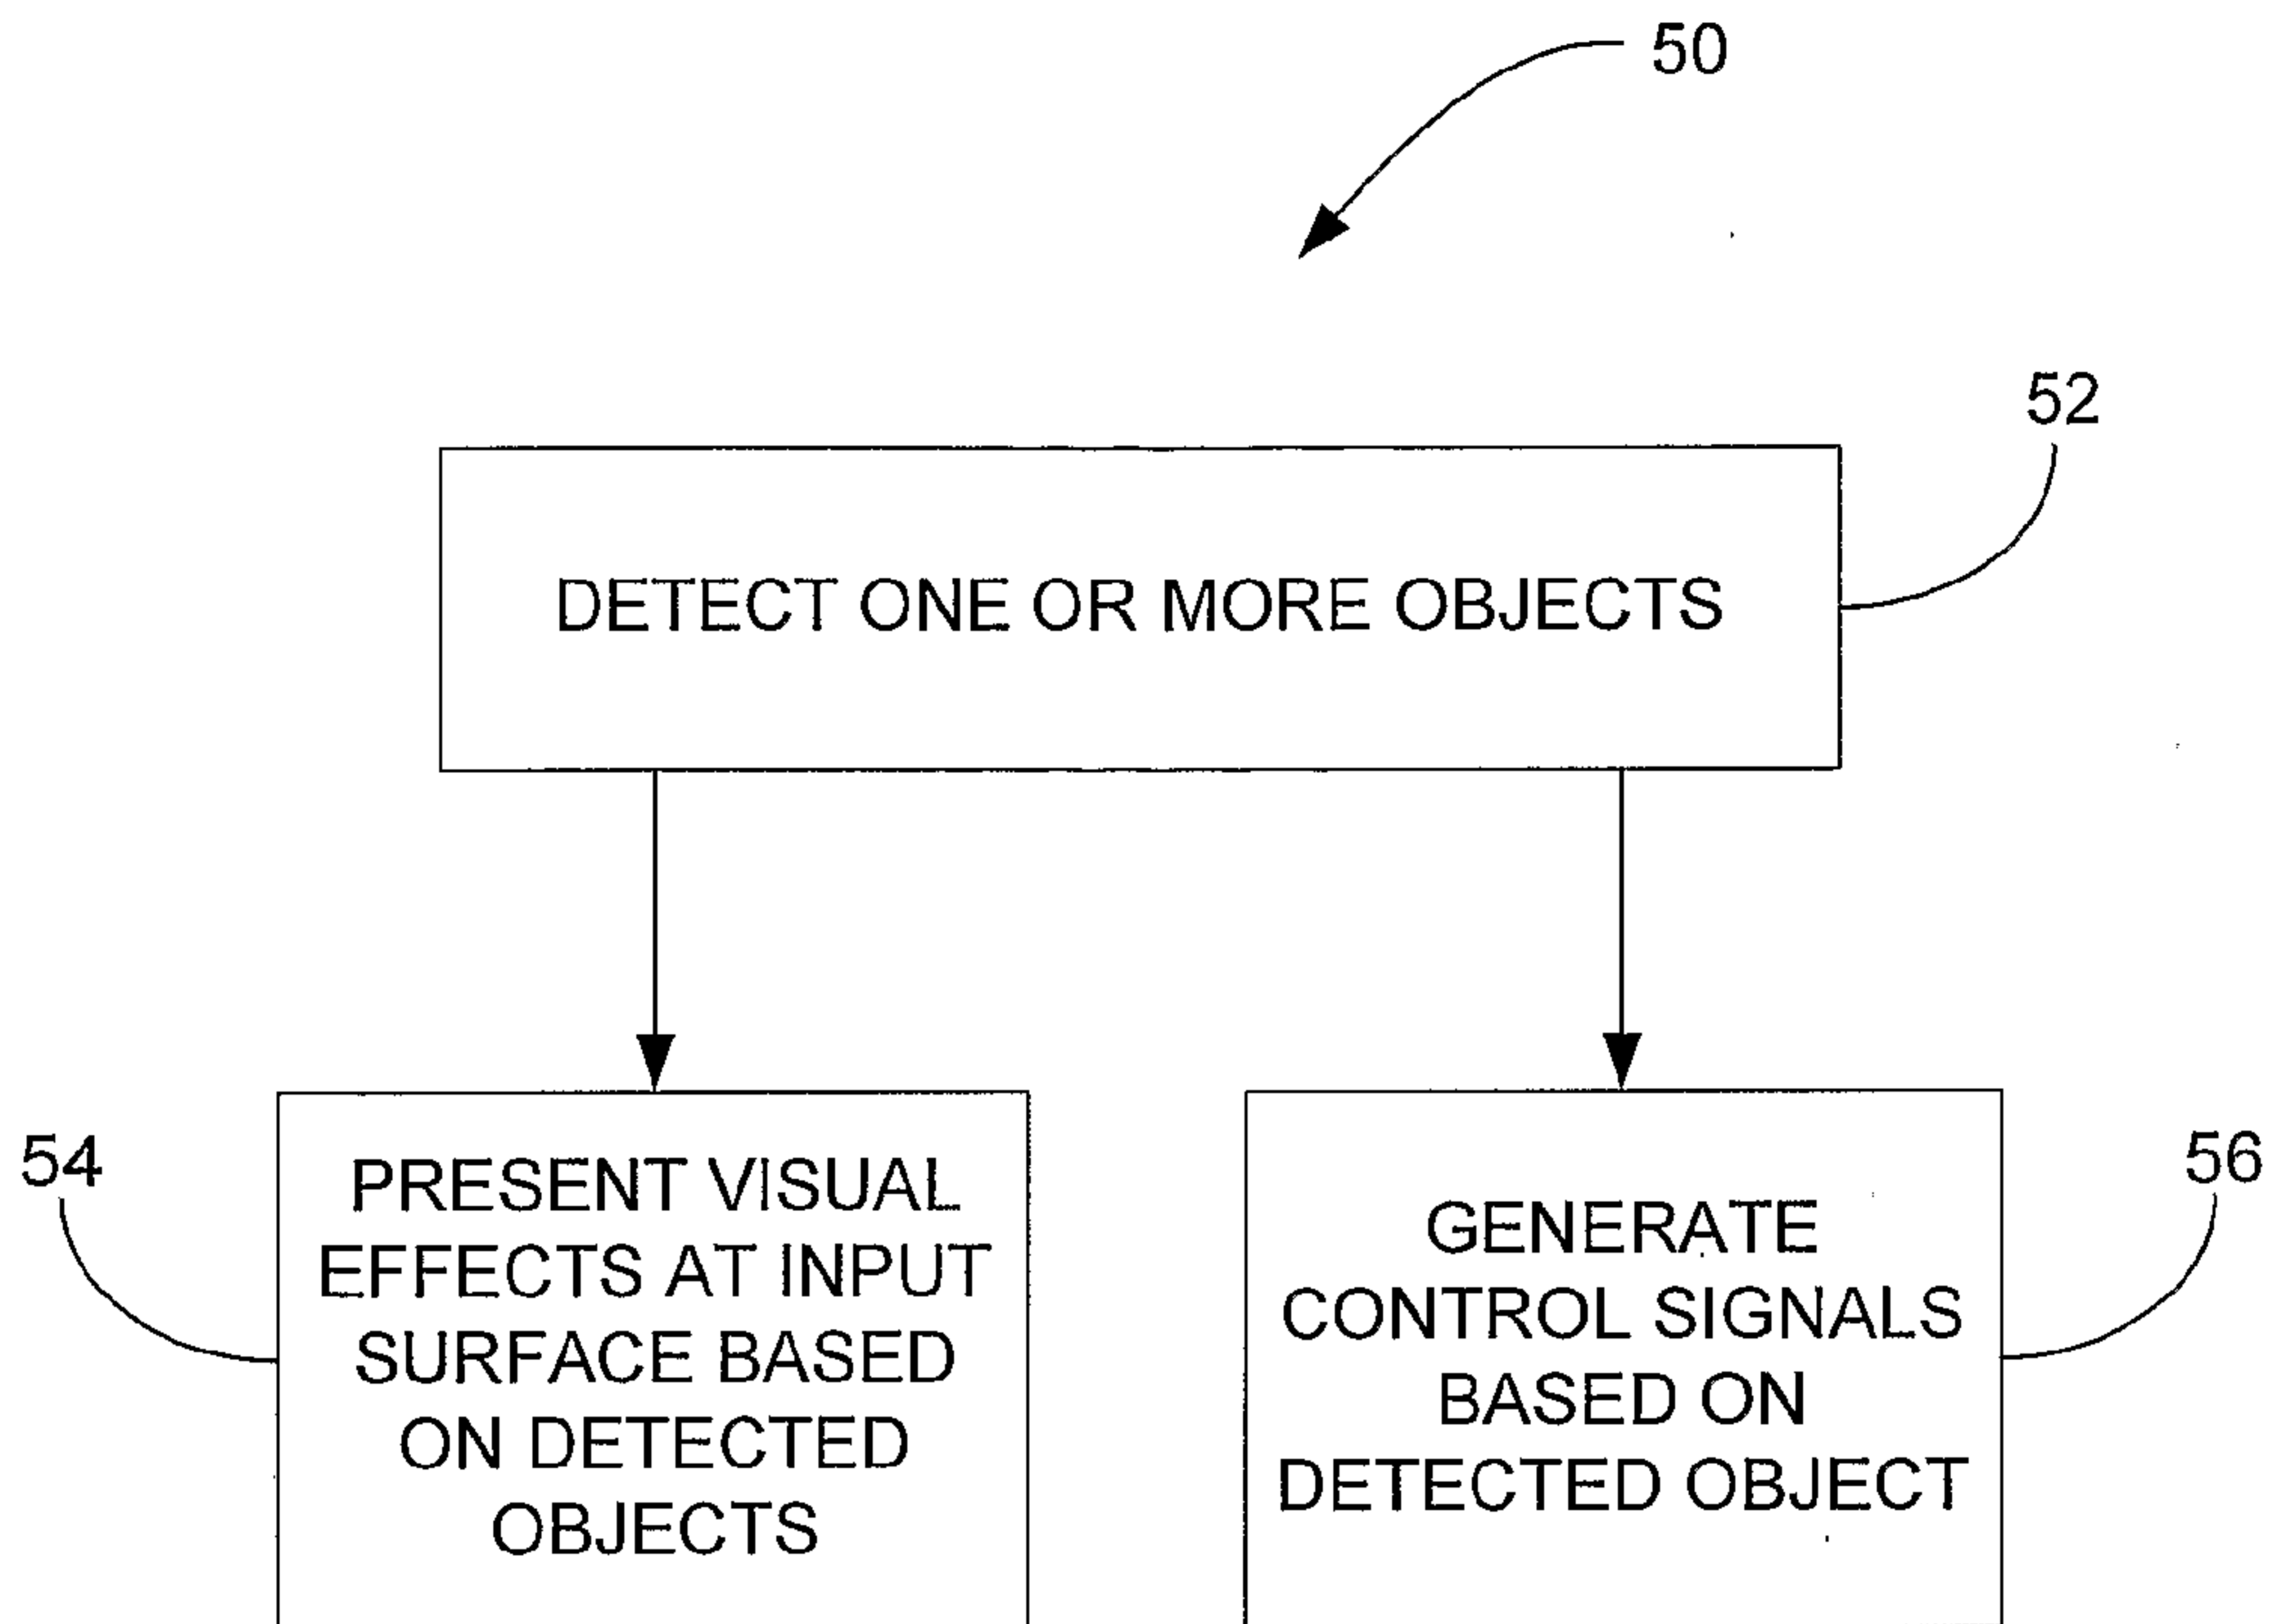 50
52
DETECT ONE OR MORE OBJECTS
54
PRESENT VISUAL
EFFECTS AT INPUT
SURFACE BASED
ON DETECTED
OBJECTS
56
GENERATE
CONTROL SIGNALS
BASED ON
DETECTED OBJECT